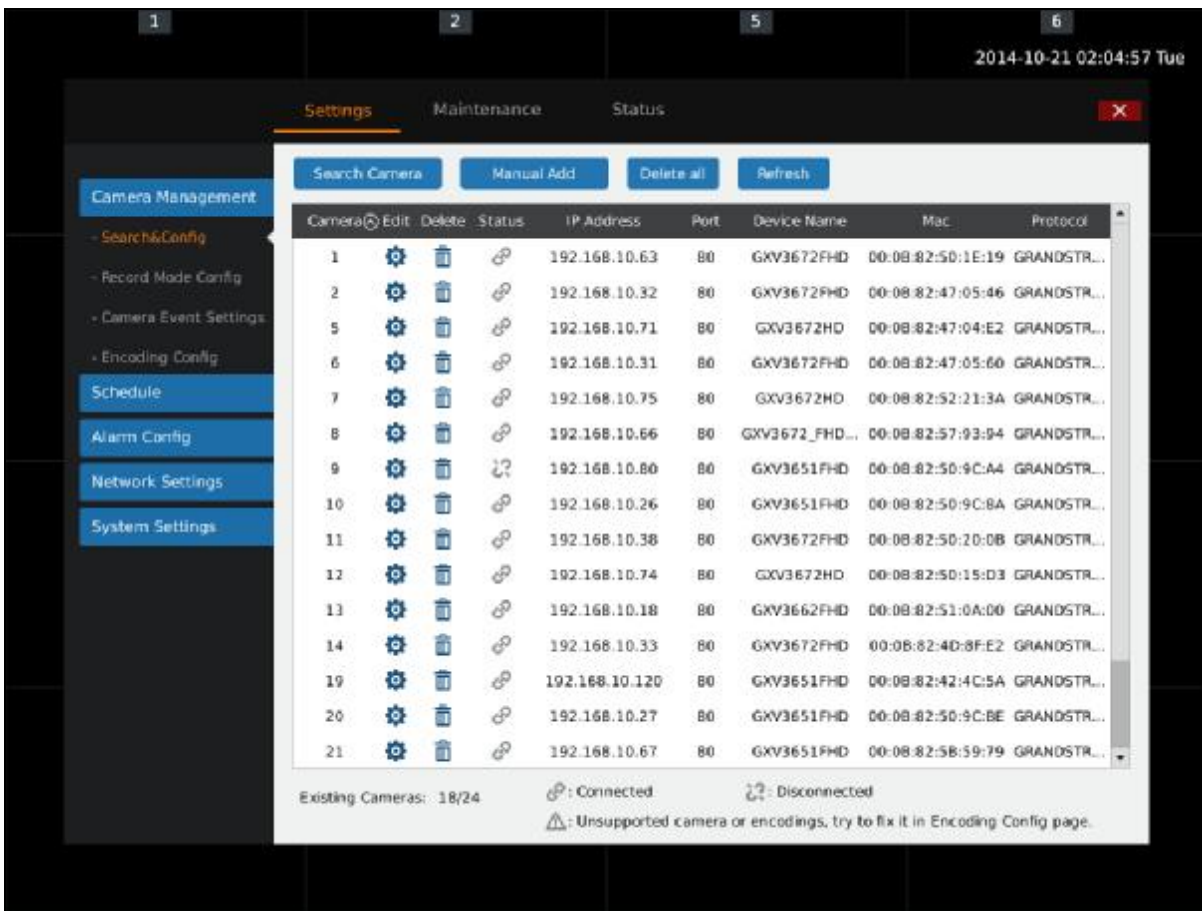 1 2 5 6
2014-10-21 02:04:57 Tue
Settings Maintenance Status
Search Camera Manual Add Delete all Refresh
Camera Management
- Search&Config
- Record Mode Config
- Camera Event Settings
- Encoding Config
Schedule
Alarm Config
Network Settings
System Settings
Camera Edit Delete Status IP Address Port Device Name Mac Protocol
1 192.168.10.63 80 GXV3672FHD 00:0B:82:50:1E:19 GRANDSTR...
2 192.168.10.32 80 GXV3672FHD 00:0B:82:47:05:46 GRANDSTR...
5 192.168.10.71 80 GXV3672HD 00:0B:82:47:04:E2 GRANDSTR...
6 192.168.10.31 80 GXV3672FHD 00:0B:82:47:05:60 GRANDSTR...
7 192.168.10.75 80 GXV3672HD 00:0B:82:52:21:3A GRANDSTR...
8 192.168.10.66 80 GXV3672_FHD... 00:0B:82:57:93:94 GRANDSTR...
9 192.168.10.80 80 GXV3651FHD 00:0B:82:50:9C:A4 GRANDSTR...
10 192.168.10.26 80 GXV3651FHD 00:0B:82:50:9C:8A GRANDSTR...
11 192.168.10.38 80 GXV3672FHD 00:0B:82:50:20:0B GRANDSTR...
12 192.168.10.74 80 GXV3672HD 00:0B:82:50:15:D3 GRANDSTR...
13 192.168.10.18 80 GXV3662FHD 00:0B:82:51:0A:00 GRANDSTR...
14 192.168.10.33 80 GXV3672FHD 00:0B:82:4D:8F:E2 GRANDSTR...
19 192.168.10.120 80 GXV3651FHD 00:0B:82:42:4C:5A GRANDSTR...
20 192.168.10.27 80 GXV3651FHD 00:0B:82:50:9C:BE GRANDSTR...
21 192.168.10.67 80 GXV3651FHD 00:0B:82:5B:59:79 GRANDSTR...
Existing Cameras: 18/24 : Connected : Disconnected
: Unsupported camera or encodings, try to fix it in Encoding Config page.